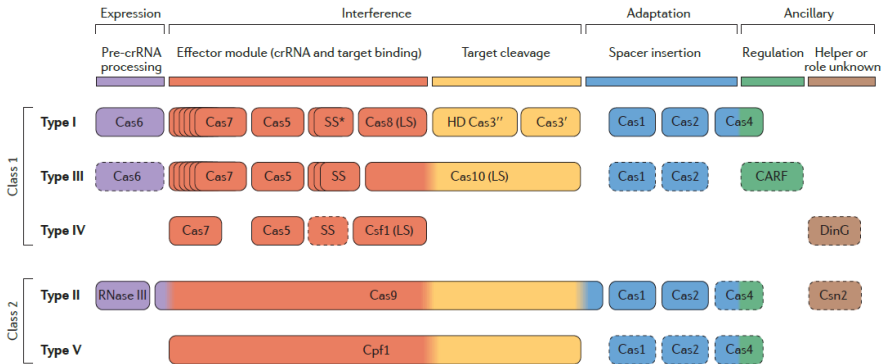 Expression Interference Adaptation Ancillary
Pre-crRNA processing Effector module (crRNA and target binding) Target cleavage Spacer insertion Regulation Helper or role unknown
Class 1
Type I Cas6 Cas7 Cas5 SS* Cas8 (LS) HD Cas3′′ Cas3′ Cas1 Cas2 Cas4
Type III Cas6 Cas7 Cas5 SS Cas10 (LS) Cas1 Cas2 CARF
Type IV Cas7 Cas5 SS Csf1 (LS) DinG
Class 2
Type II RNase III Cas9 Cas1 Cas2 Cas4 Csn2
Type V Cpf1 Cas1 Cas2 Cas4